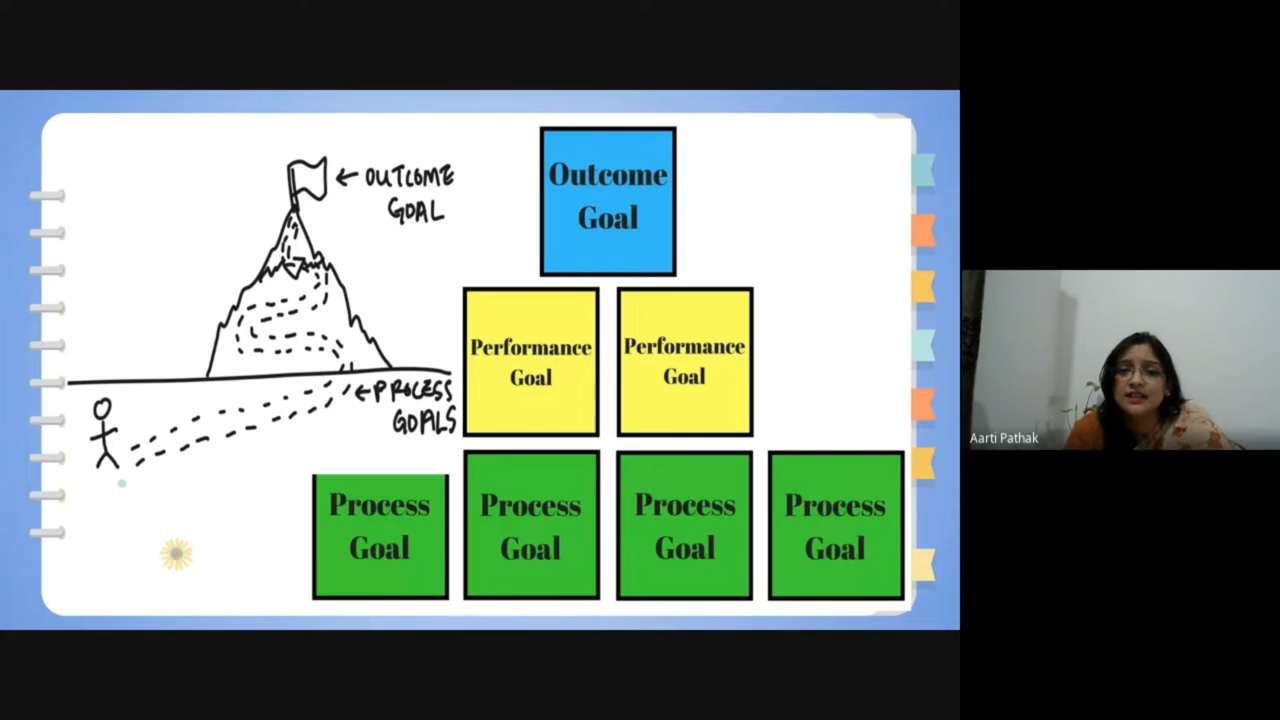 ← OUTCOME
GOAL
← PROCESS
GOALS
Outcome
Goal
Performance
Goal
Performance
Goal
Process
Goal
Process
Goal
Process
Goal
Process
Goal
Aarti Pathak